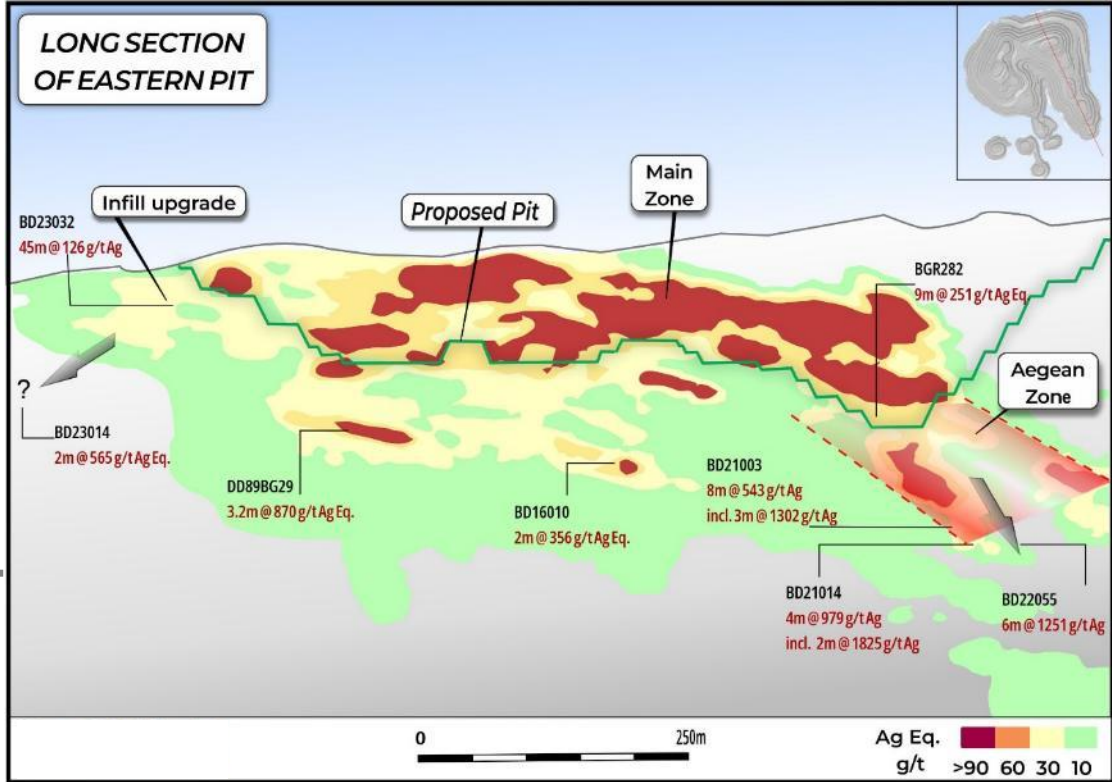 LONG SECTION
OF EASTERN PIT
Main
Zone
Infill upgrade
Proposed Pit
BD23032
45m @ 126 g/t Ag
BGR282
9m @ 251 g/t Ag Eq.
Aegean
Zone
?
BD23014
2m @ 565 g/t Ag Eq.
DD89BG29
3.2m @ 870 g/t Ag Eq.
BD16010
2m @ 356 g/t Ag Eq.
BD21003
8m @ 543 g/t Ag
incl. 3m @ 1302 g/t Ag
BD21014
4m @ 979 g/t Ag
incl. 2m @ 1825 g/t Ag
BD22055
6m @ 1251 g/t Ag
0 250m
Ag Eq.
g/t >90 60 30 10